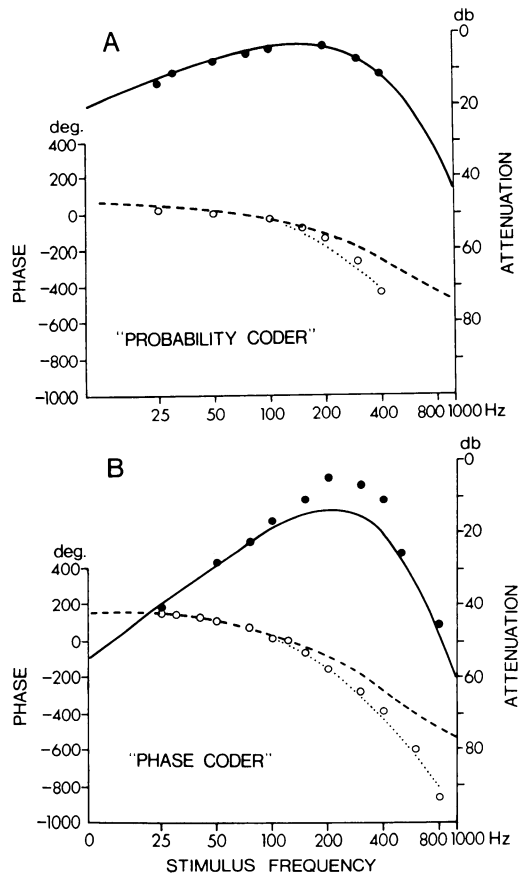 A
db
0
20
40
60
80
ATTENUATION
deg.
400
200
0
−200
−400
−600
−800
−1000
PHASE
"PROBABILITY CODER"
25 50 100 200 400 800 1000 Hz
B
db
0
20
40
60
80
ATTENUATION
deg.
400
200
0
−200
−400
−600
−800
−1000
PHASE
"PHASE CODER"
0 25 50 100 200 400 800 1000 Hz
STIMULUS FREQUENCY